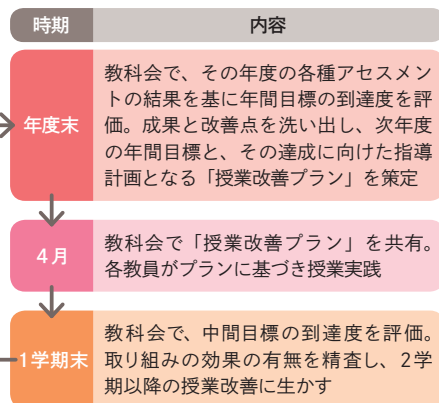 時期
内容
年度末
教科会で、その年度の各種アセスメン
トの結果を基に年間目標の到達度を評
価。成果と改善点を洗い出し、次年度
の年間目標と、その達成に向けた指導
計画となる「授業改善プラン」を策定
4月
教科会で「授業改善プラン」を共有。
各教員がプランに基づき授業実践
1学期末
教科会で、中間目標の到達度を評価。
取り組みの効果の有無を精査し、2学
期以降の授業改善に生かす